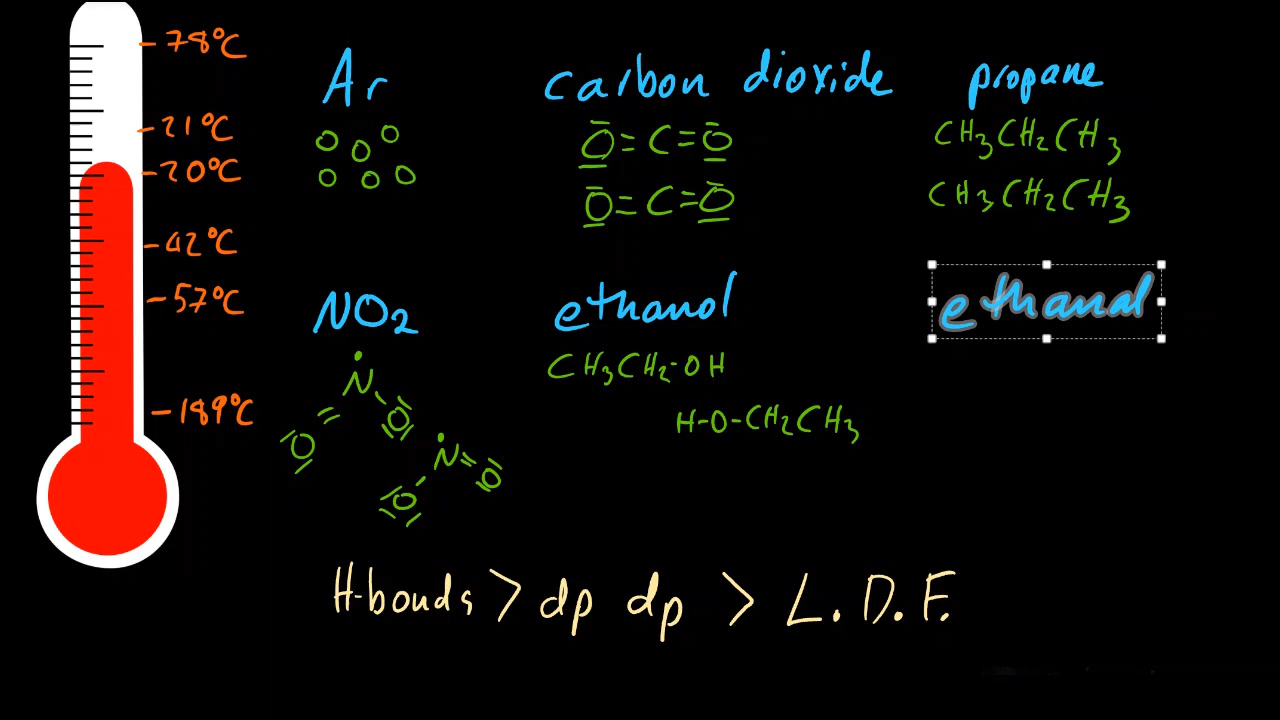 -78°C
-21°C
-20°C
-42°C
-57°C
-189°C
Ar
carbon dioxide
O=C=O
O=C=O
propane
CH3CH2CH3
CH3CH2CH3
NO2
N
O
O
N=O
O
ethanol
CH3CH2-OH
H-O-CH2CH3
ethanal
H-bonds > dp dp > L.D.F.